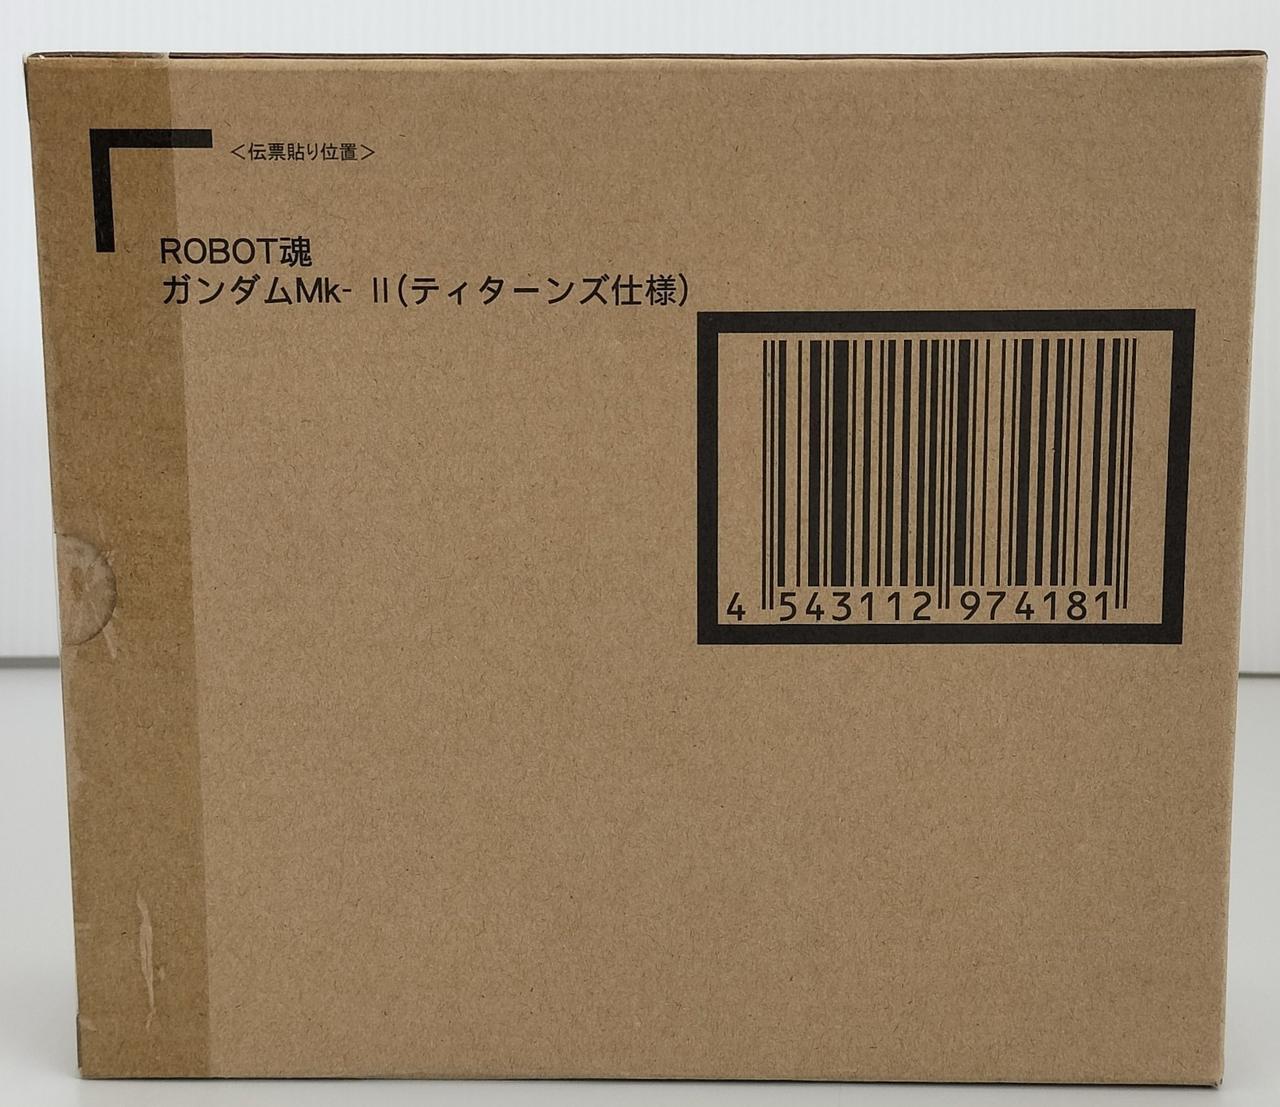 ＜伝票貼り位置＞
ROBOT魂
ガンダムMk-Ⅱ(ティターンズ仕様)
4 543112 974181